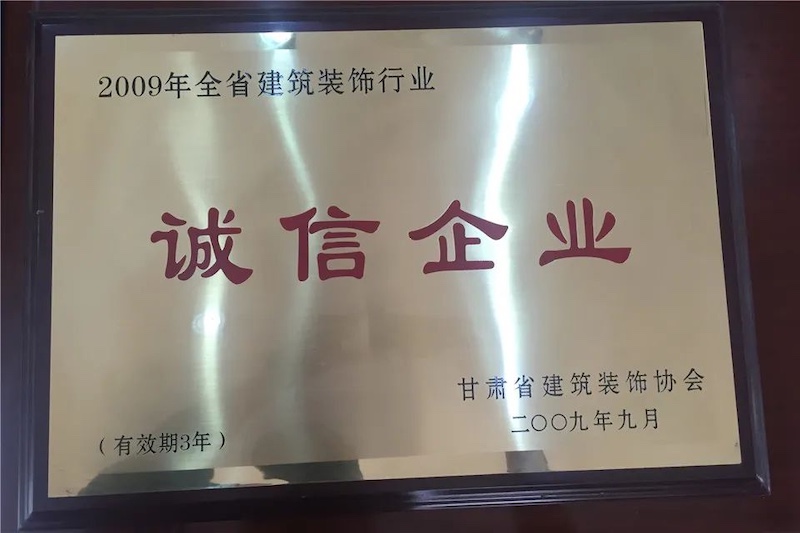 2009年全省建筑装饰行业
诚信企业
甘肃省建筑装饰协会
二〇〇九年九月
（有效期3年）